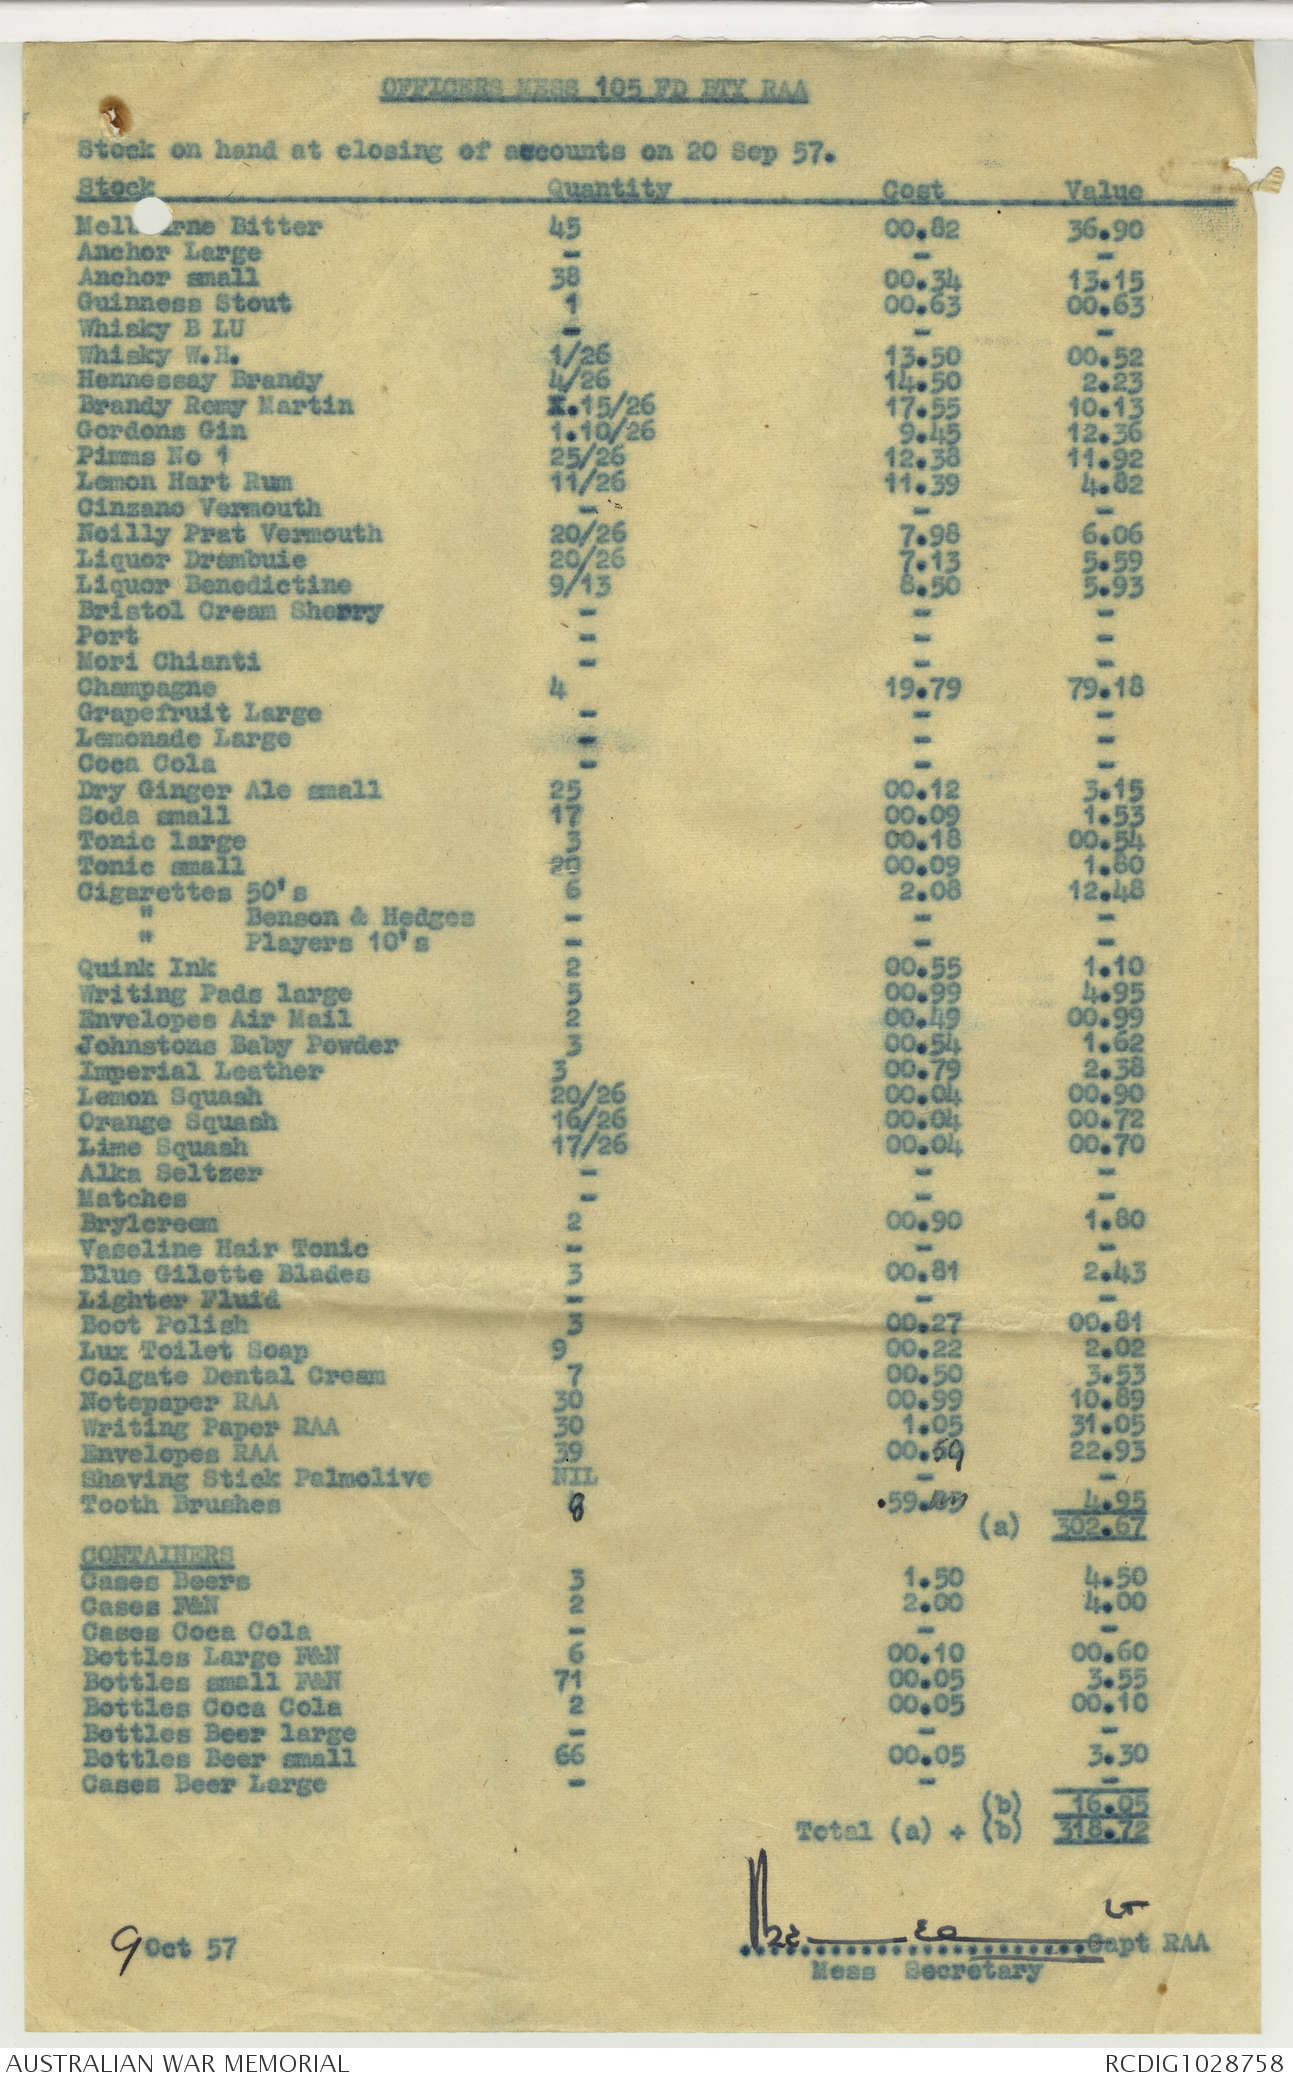 OFFICERS MESS 105 FD BTY RAA
Stock on hand at closing of accounts on 20 Sep 57.
Stock Quantity Cost Value
Melb rne Bitter 45 00.82 36.90
Anchor Large - - -
Anchor small 38 00.34 13.15
Guinness Stout 1 00.63 00.63
Whisky B LU - - -
Whisky W.H. 1/26 13.50 00.52
Hennessay Brandy 4/26 14.50 2.23
Brandy Remy Martin .15/26 17.55 10.13
Gordons Gin 1.10/26 9.45 12.36
Pimms No 1 25/26 12.38 11.92
Lemon Hart Rum 11/26 11.39 4.82
Cinzano Vermouth - - -
Noilly Prat Vermouth 20/26 7.98 6.06
Liquor Drambuie 20/26 7.13 5.59
Liquor Benedictine 9/13 8.50 5.93
Bristol Cream Sherry - - -
Port - - -
Mori Chianti - - -
Champagne 4 19.79 79.18
Grapefruit Large - - -
Lemonade Large - - -
Coca Cola - - -
Dry Ginger Ale small 25 00.12 3.15
Soda small 17 00.09 1.53
Tonic large 3 00.18 00.54
Tonic small 20 00.09 1.80
Cigarettes 50's 6 2.08 12.48
" Benson & Hedges - - -
" Players 10's - - -
Quink Ink 2 00.55 1.10
Writing Pads large 5 00.99 4.95
Envelopes Air Mail 2 00.49 00.99
Johnstons Baby Powder 3 00.54 1.62
Imperial Leather 3 00.79 2.38
Lemon Squash 20/26 00.04 00.90
Orange Squash 16/26 00.04 00.72
Lime Squash 17/26 00.04 00.70
Alka Seltzer - - -
Matches - - -
Brylcreem 2 00.90 1.80
Vaseline Hair Tonic - - -
Blue Gilette Blades 3 00.81 2.43
Lighter Fluid - - -
Boot Polish 3 00.27 00.81
Lux Toilet Soap 9 00.22 2.02
Colgate Dental Cream 7 00.50 3.53
Notepaper RAA 30 00.99 10.89
Writing Paper RAA 30 1.05 31.05
Envelopes RAA 39 00.59 22.93
Shaving Stick Palmolive NIL - -
Tooth Brushes 8 .59 4.95
(a) 302.67
CONTAINERS
Cases Beers 3 1.50 4.50
Cases F&N 2 2.00 4.00
Cases Coca Cola - - -
Bottles Large F&N 6 00.10 00.60
Bottles small F&N 71 00.05 3.55
Bottles Coca Cola 2 00.05 00.10
Bottles Beer large - - -
Bottles Beer small 66 00.05 3.30
Cases Beer Large - - -
(b) 16.05
Total (a) + (b) 318.72
LT
9 Oct 57 Capt RAA
Mess Secretary
AUSTRALIAN WAR MEMORIAL RCDIG1028758